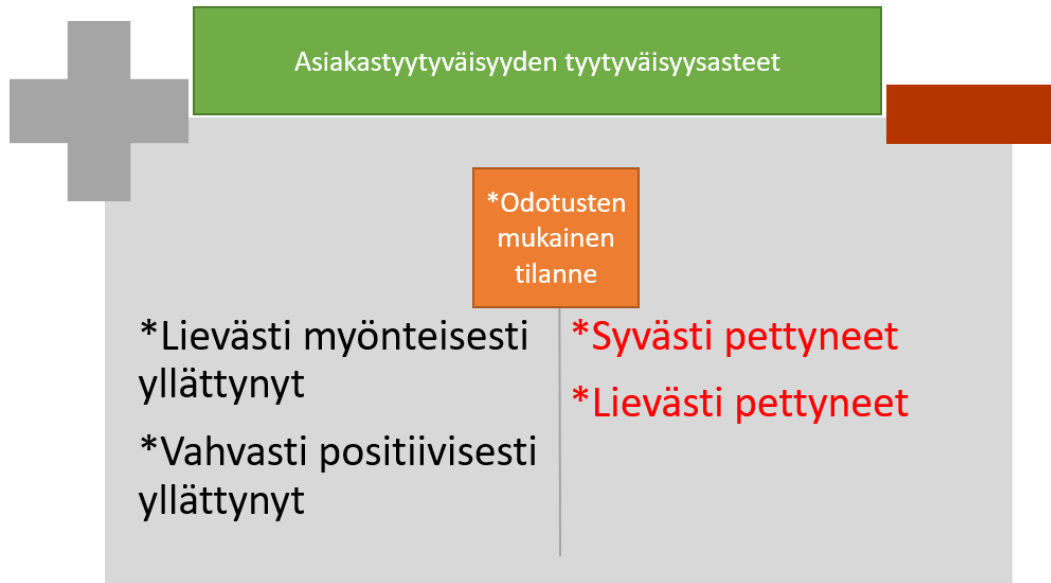 Asiakastyytyväisyyden tyytyväisyysasteet
*Odotusten
mukainen
tilanne
*Lievästi myönteisesti
yllättynyt
*Vahvasti positiivisesti
yllättynyt
*Syvästi pettyneet
*Lievästi pettyneet